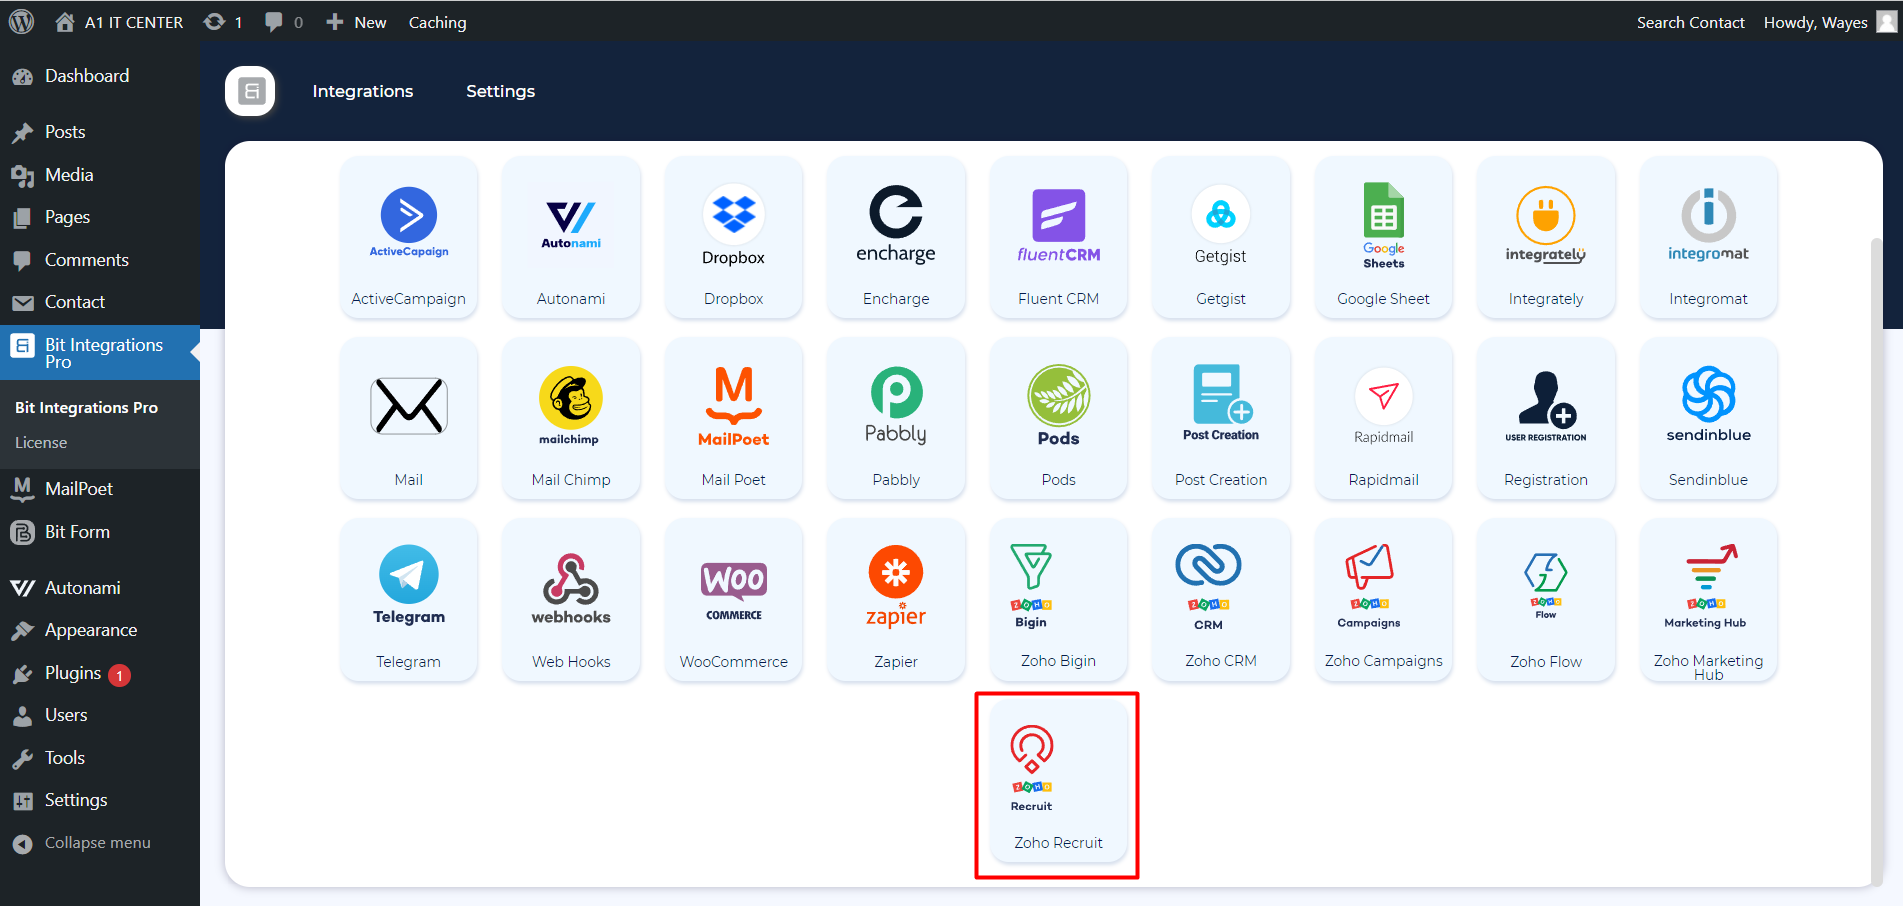 A1 IT CENTER 1 0 New Caching Search Contact Howdy, Wayes
Dashboard
Posts
Media
Pages
Comments
Contact
Bit Integrations
Pro
Bit Integrations Pro
License
MailPoet
Bit Form
Autonami
Appearance
Plugins 1
Users
Tools
Settings
Collapse menu
Integrations Settings
ActiveCapaign
ActiveCampaign
Autonami
Autonami
Dropbox
Dropbox
encharge
Encharge
fluentCRM
Fluent CRM
Getgist
Getgist
Google
Sheets
Google Sheet
integrately
Integrately
integromat
Integromat
Mail
mailchimp
Mail Chimp
M
MailPoet
Mail Poet
Pabbly
Pabbly
Pods
Pods
Post Creation
Post Creation
Rapidmail
Rapidmail
USER REGISTRATION
Registration
sendinblue
Sendinblue
Telegram
Telegram
webhooks
Web Hooks
WOO
COMMERCE
WooCommerce
zapier
Zapier
ZOHO
Bigin
Zoho Bigin
ZOHO
CRM
Zoho CRM
ZOHO
Campaigns
Zoho Campaigns
ZOHO
Flow
Zoho Flow
ZOHO
Marketing Hub
Zoho Marketing
Hub
ZOHO
Recruit
Zoho Recruit